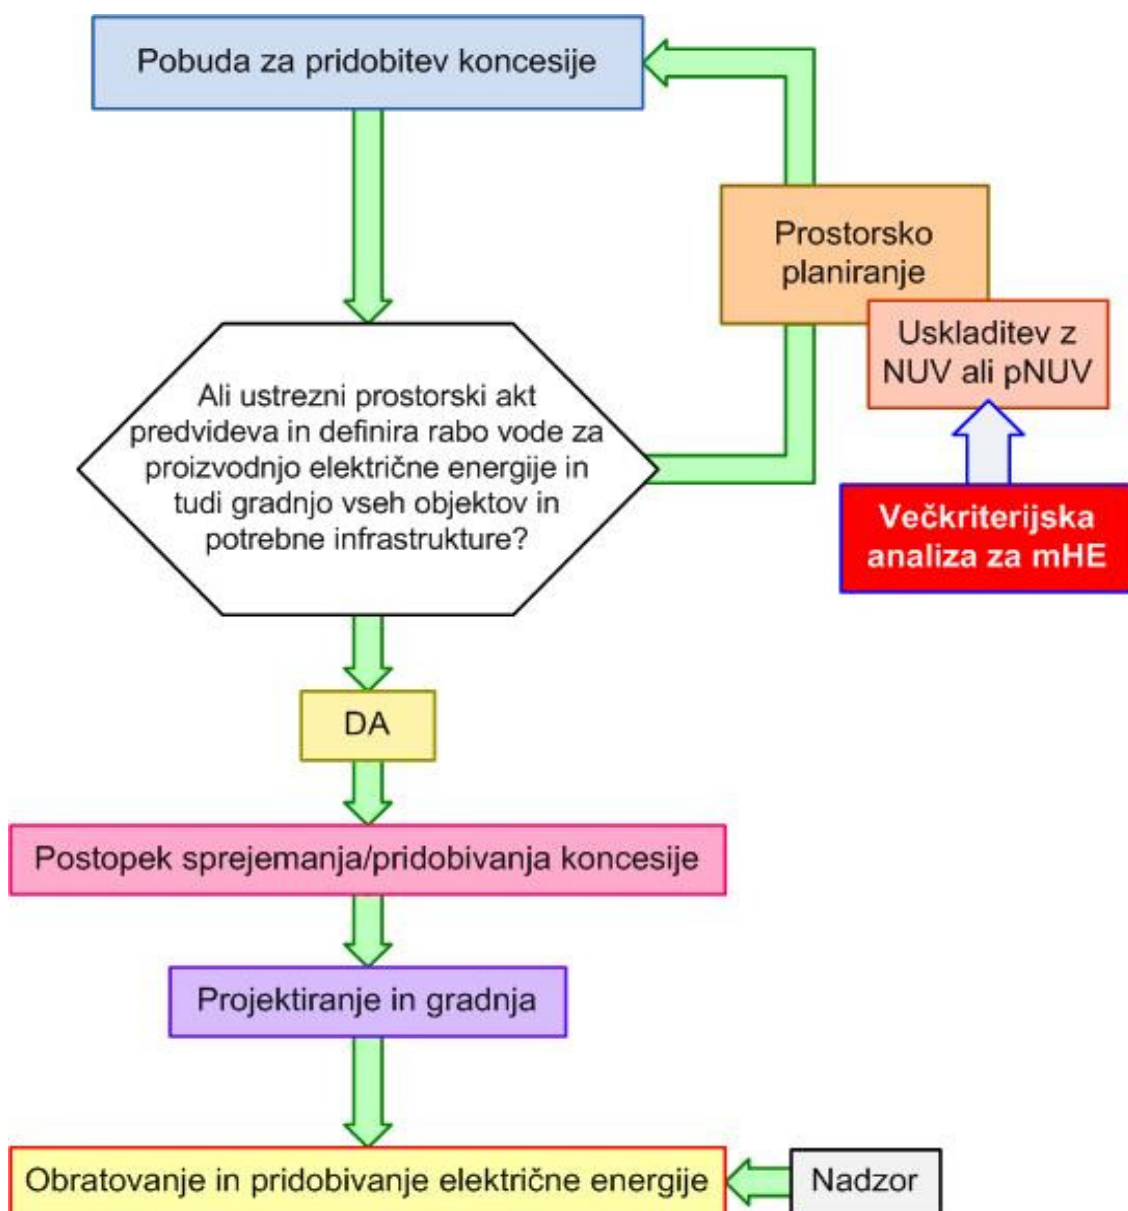 Pobuda za pridobitev koncesije
Prostorsko
planiranje
Uskladitev z
NUV ali pNUV
Večkriterijska
analiza za mHE
Ali ustrezni prostorski akt
predvideva in definira rabo vode za
proizvodnjo električne energije in
tudi gradnjo vseh objektov in
potrebne infrastrukture?
DA
Postopek sprejemanja/pridobivanja koncesije
Projektiranje in gradnja
Obratovanje in pridobivanje električne energije
Nadzor